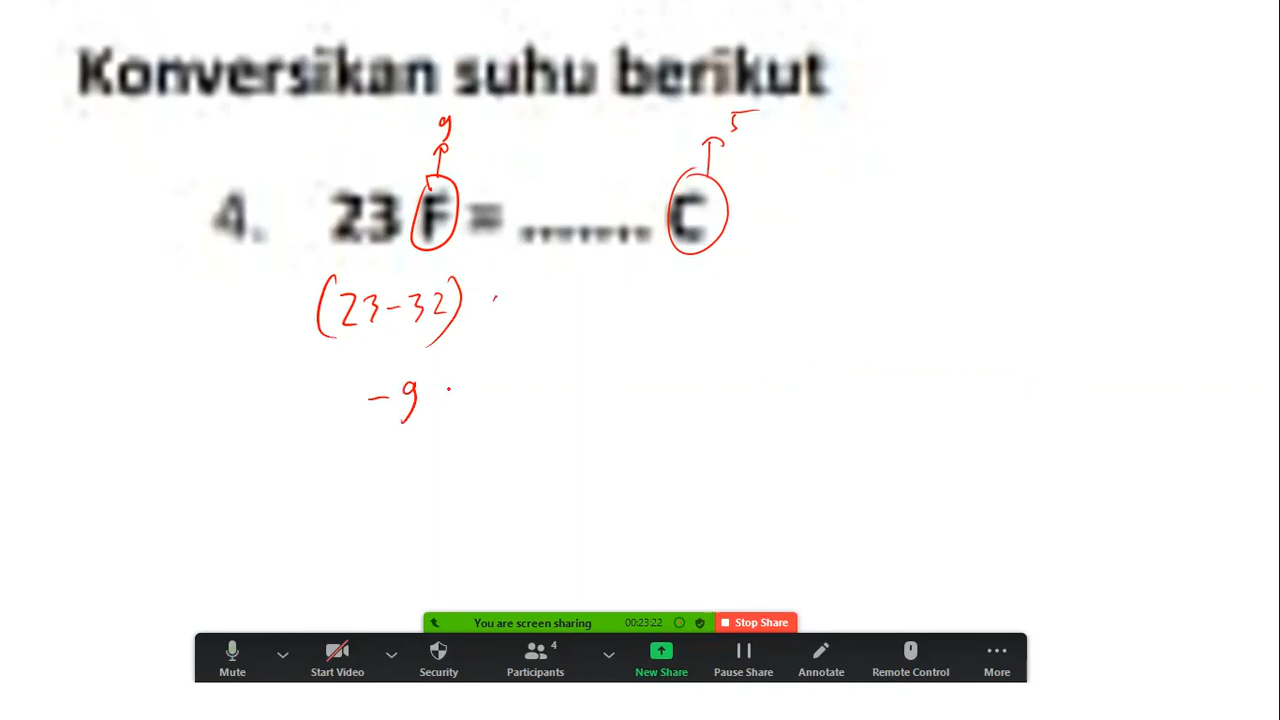 Konversikan suhu berikut
9 5
4. 23 F = ........ C
(23-32) .
-9 .
You are screen sharing 00:23:22 Stop Share
Mute Start Video Security Participants 4 New Share Pause Share Annotate Remote Control More